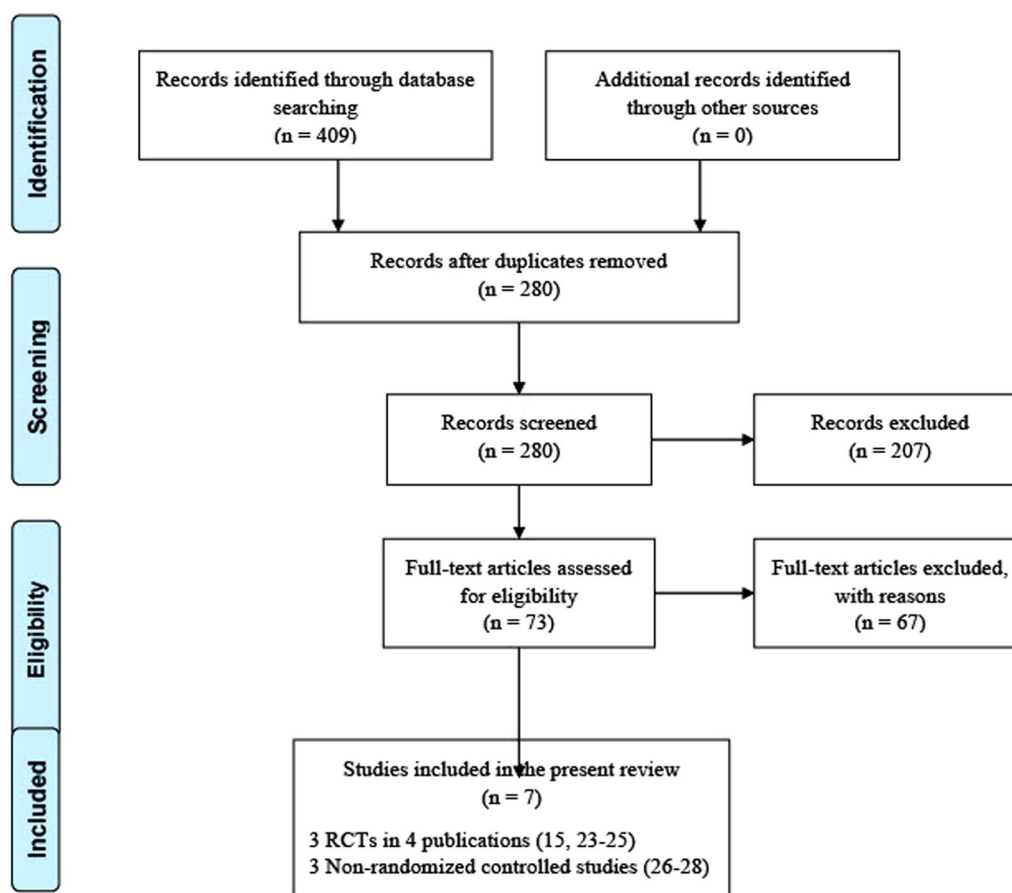 Identification
Records identified through database
searching
(n = 409)
Additional records identified
through other sources
(n = 0)
Records after duplicates removed
(n = 280)
Screening
Records screened
(n = 280)
Records excluded
(n = 207)
Eligibility
Full-text articles assessed
for eligibility
(n = 73)
Full-text articles excluded,
with reasons
(n = 67)
Included
Studies included in the present review
(n = 7)
3 RCTs in 4 publications (15, 23-25)
3 Non-randomized controlled studies (26-28)